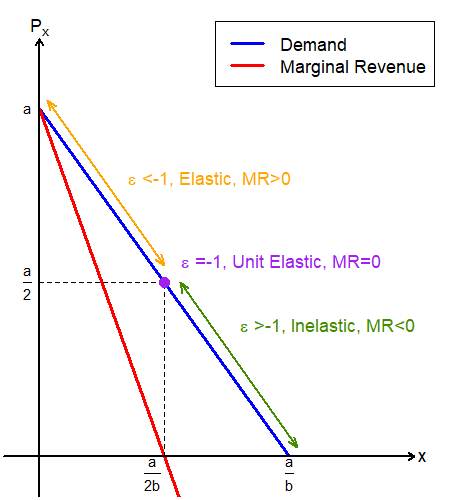 Pₓ
Demand
Marginal Revenue
a
ε <-1, Elastic, MR>0
ε =-1, Unit Elastic, MR=0
a
2
ε >-1, Inelastic, MR<0
x
a
2b
a
b